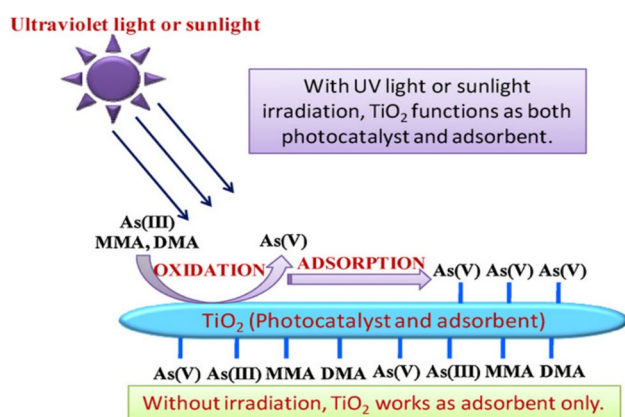 Ultraviolet light or sunlight
With UV light or sunlight
irradiation, TiO₂ functions as both
photocatalyst and adsorbent.
As(III)
MMA, DMA
As(V)
OXIDATION
ADSORPTION
As(V) As(V) As(V)
TiO₂ (Photocatalyst and adsorbent)
As(V) As(III) MMA DMA As(V) As(III) MMA DMA
Without irradiation, TiO₂ works as adsorbent only.